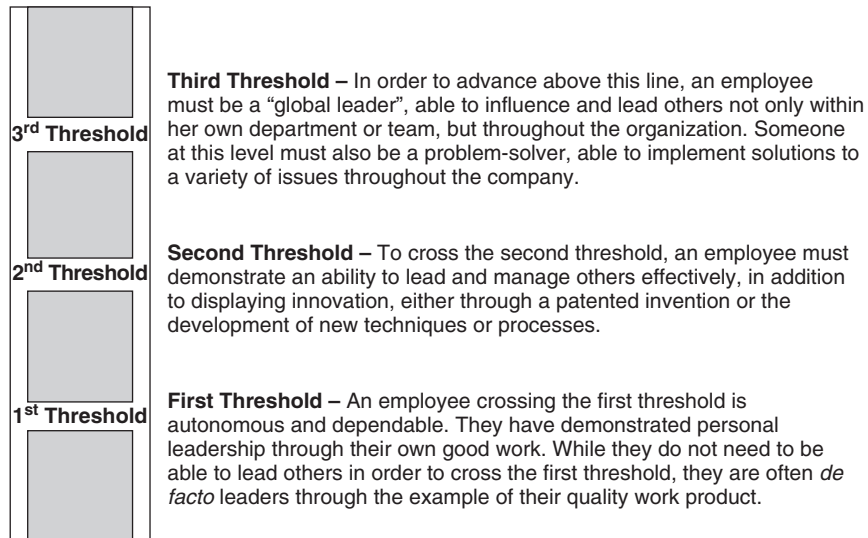 3rd Threshold
Third Threshold – In order to advance above this line, an employee
must be a “global leader”, able to influence and lead others not only within
her own department or team, but throughout the organization. Someone
at this level must also be a problem-solver, able to implement solutions to
a variety of issues throughout the company.
2nd Threshold
Second Threshold – To cross the second threshold, an employee must
demonstrate an ability to lead and manage others effectively, in addition
to displaying innovation, either through a patented invention or the
development of new techniques or processes.
1st Threshold
First Threshold – An employee crossing the first threshold is
autonomous and dependable. They have demonstrated personal
leadership through their own good work. While they do not need to be
able to lead others in order to cross the first threshold, they are often de
facto leaders through the example of their quality work product.